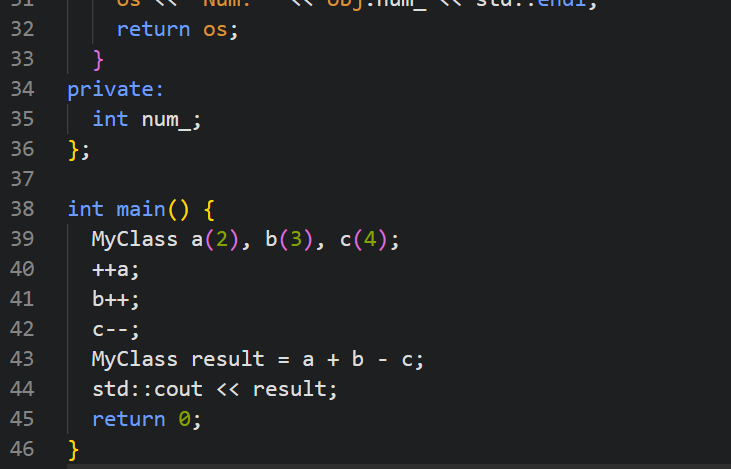 32 return os;
33 }
34 private:
35 int num_;
36 };
37
38 int main() {
39 MyClass a(2), b(3), c(4);
40 ++a;
41 b++;
42 c--;
43 MyClass result = a + b - c;
44 std::cout << result;
45 return 0;
46 }